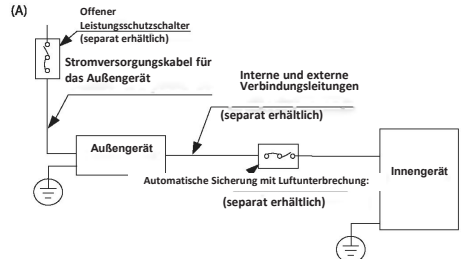 (A)
Offener
Leistungsschutzschalter
(separat erhältlich)
Stromversorgungskabel für
das Außengerät
Interne und externe
Verbindungsleitungen
(separat erhältlich)
Außengerät
Innengerät
Automatische Sicherung mit Luftunterbrechung:
(separat erhältlich)